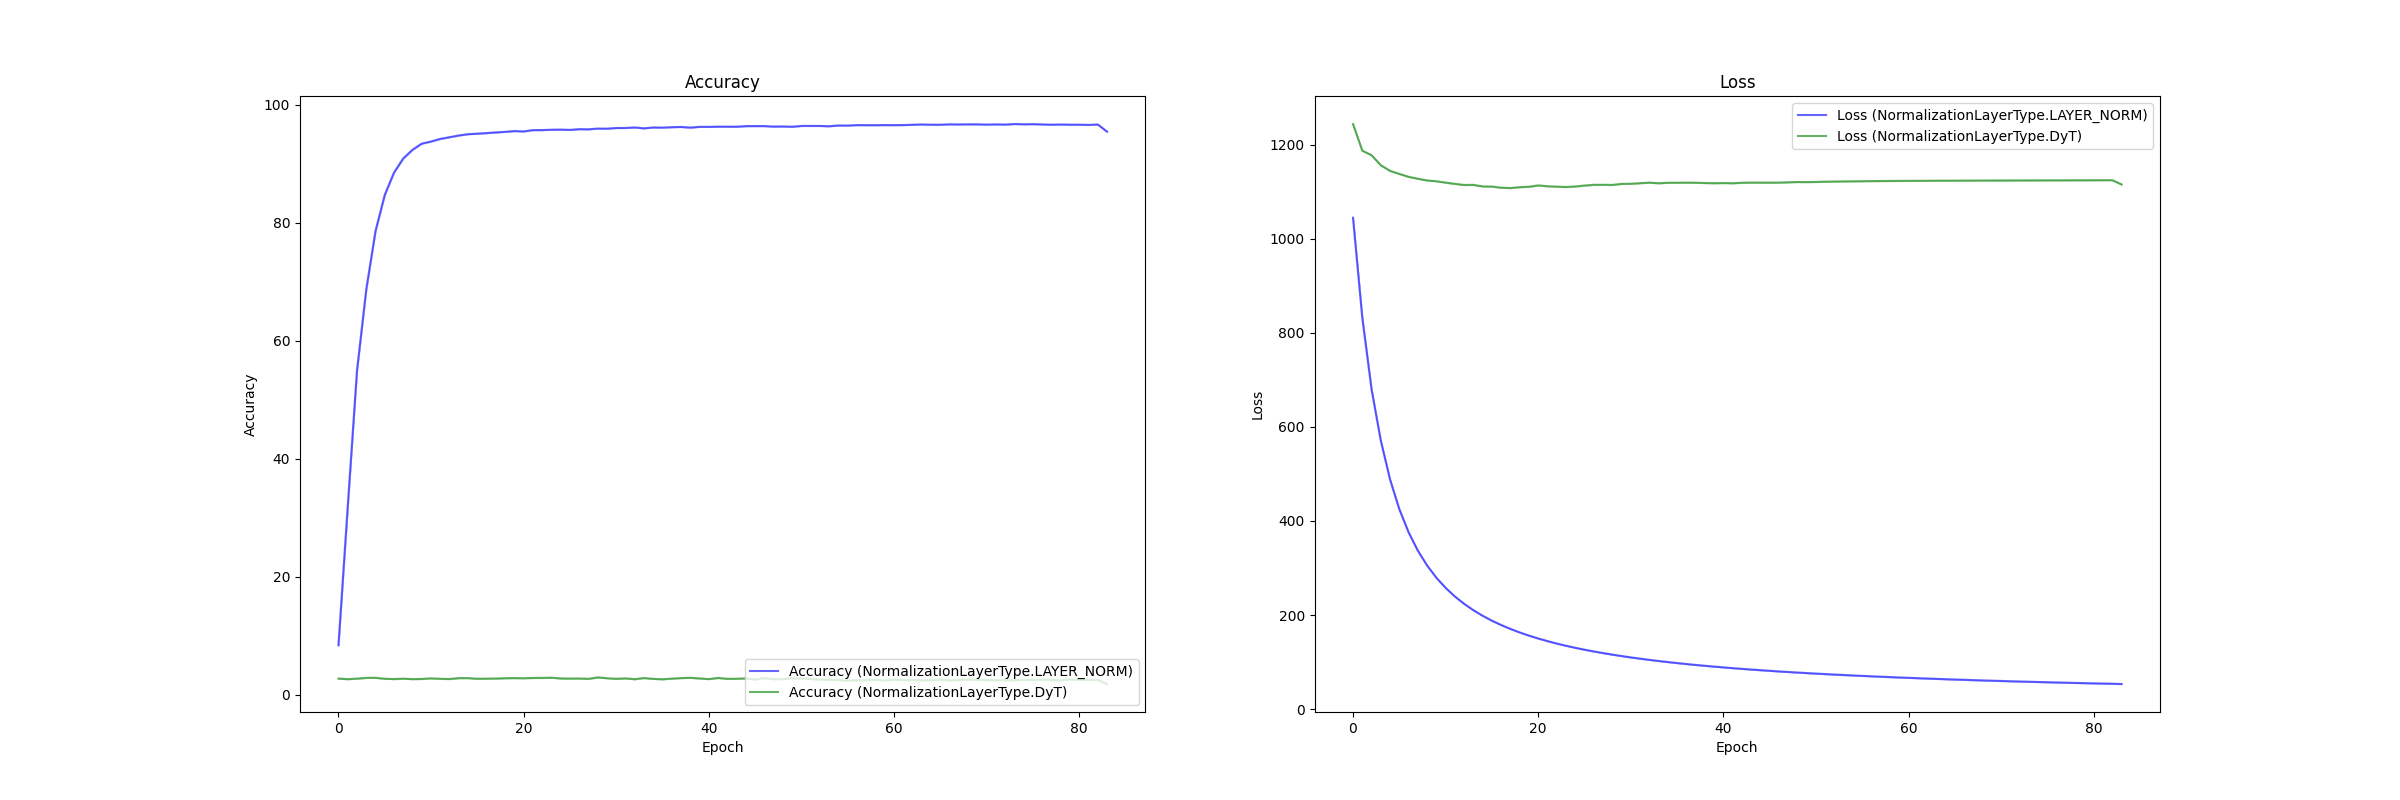 Accuracy
100
80
60
40
20
0
Accuracy
Accuracy (NormalizationLayerType.LAYER_NORM)
Accuracy (NormalizationLayerType.DyT)
0 20 40 60 80
Epoch
Loss
1200
1000
800
600
400
200
0
Loss
Loss (NormalizationLayerType.LAYER_NORM)
Loss (NormalizationLayerType.DyT)
0 20 40 60 80
Epoch